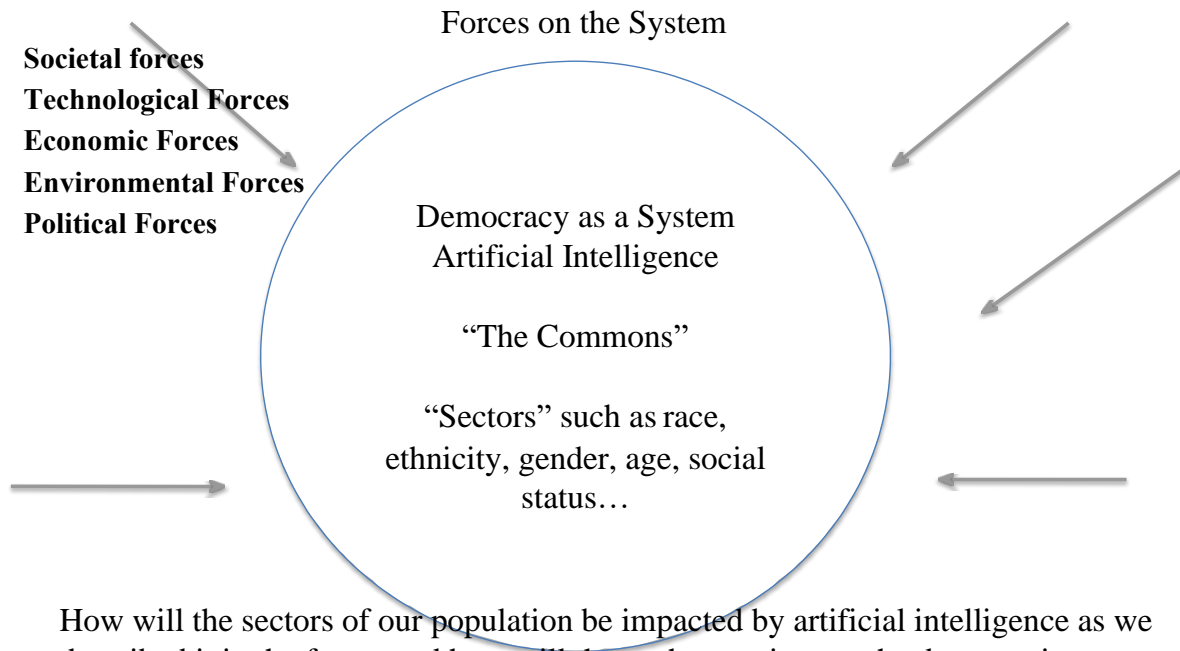 Forces on the System
Societal forces
Technological Forces
Economic Forces
Environmental Forces
Political Forces
Democracy as a System
Artificial Intelligence
“The Commons”
“Sectors” such as race,
ethnicity, gender, age, social
status…
How will the sectors of our population be impacted by artificial intelligence as we